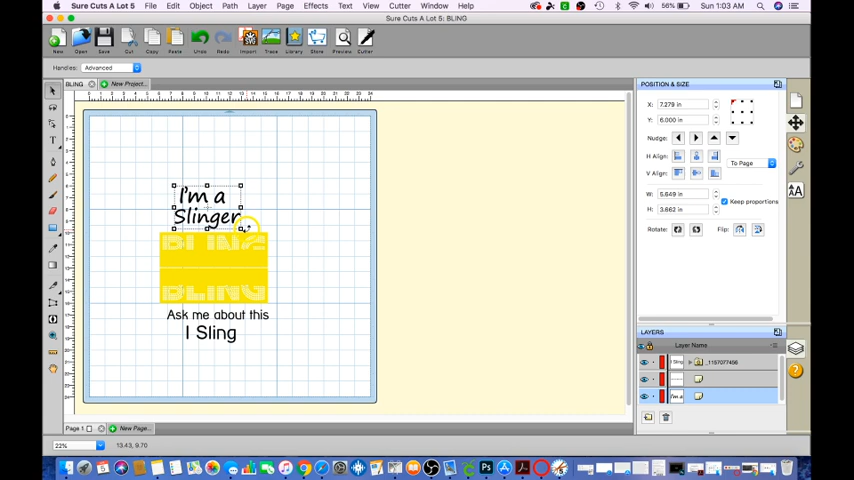 Sure Cuts A Lot 5 File Edit Object Path Layer Page Effects Text View Cutter Window Help 56% Sun 1:03 AM
Sure Cuts A Lot 5: BLING
New Open Save Cut Copy Paste Undo Redo Import Trace Library Store Preview Cutter
Handles: Advanced
BLING New Project...
POSITION & SIZE
X: 7.279 in
Y: 6.000 in
Nudge:
H Align:
To Page
V Align:
W: 5.649 in
Keep proportions
H: 3.662 in
Rotate: Flip:
I'm a
Slinger
BLING
BLING
Ask me about this
I Sling
LAYERS
Layer Name
I Sling _1157077456
I'm a
Page 1 New Page...
22% 13.43, 9.70